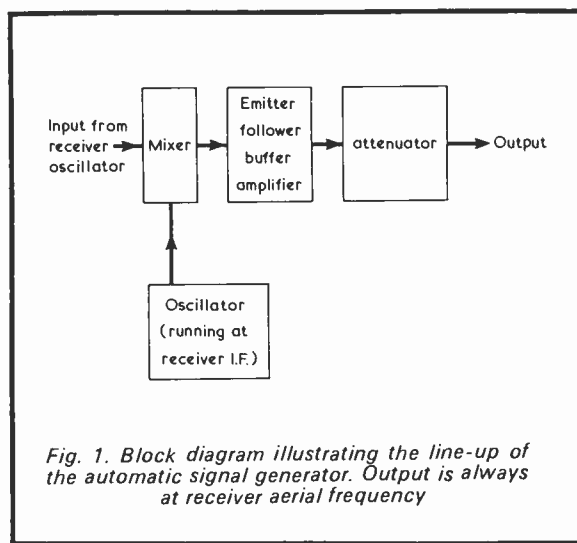 Input from
receiver
oscillator
Mixer
Emitter
follower
buffer
amplifier
attenuator
Output
Oscillator
(running at
receiver I.F.)
Fig. 1. Block diagram illustrating the line-up of
the automatic signal generator. Output is always
at receiver aerial frequency